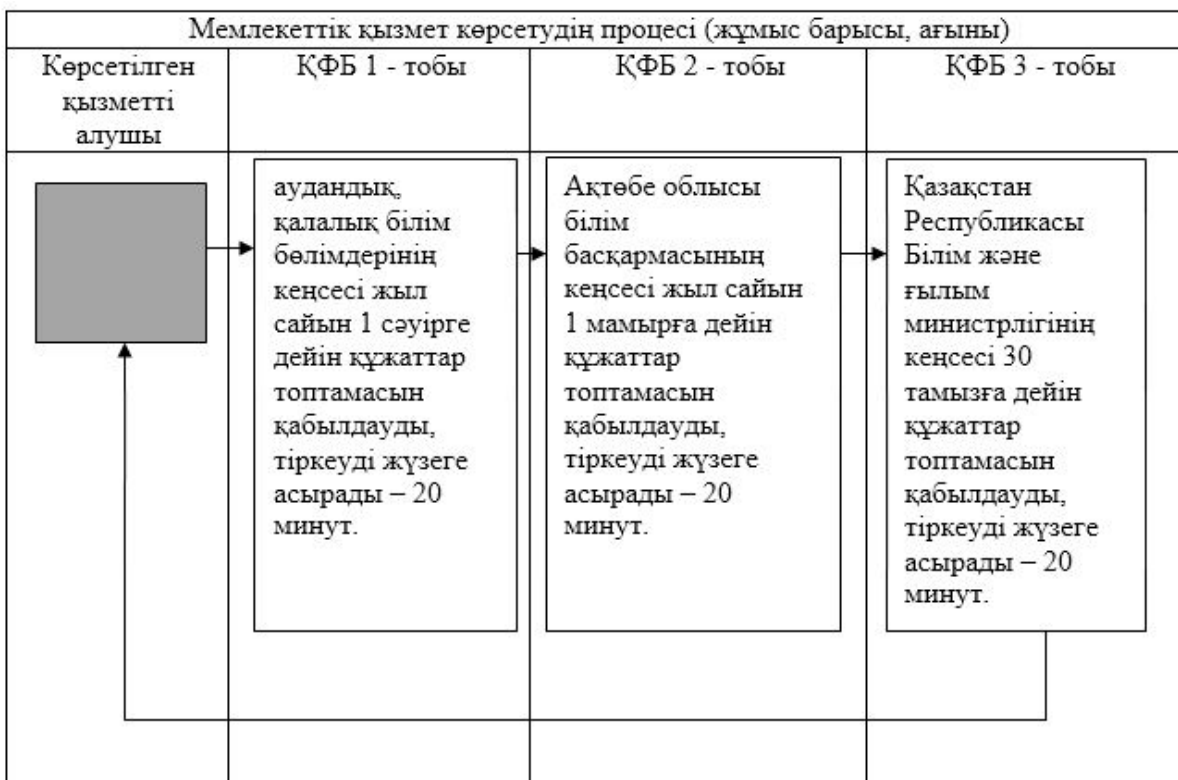 Мемлекеттік қызмет көрсетудің процесі (жұмыс барысы, ағыны)
Көрсетілген
қызметті
алушы
ҚФБ 1 - тобы
ҚФБ 2 - тобы
ҚФБ 3 - тобы
аудандық,
қалалық білім
бөлімдерінің
кеңсесі жыл
сайын 1 сәуірге
дейін құжаттар
топтамасын
қабылдауды,
тіркеуді жүзеге
асырады – 20
минут.
Ақтөбе облысы
білім
басқармасының
кеңсесі жыл сайын
1 мамырға дейін
құжаттар
топтамасын
қабылдауды,
тіркеуді жүзеге
асырады – 20
минут.
Қазақстан
Республикасы
Білім және
ғылым
министрлігінің
кеңсесі 30
тамызға дейін
құжаттар
топтамасын
қабылдауды,
тіркеуді жүзеге
асырады – 20
минут.